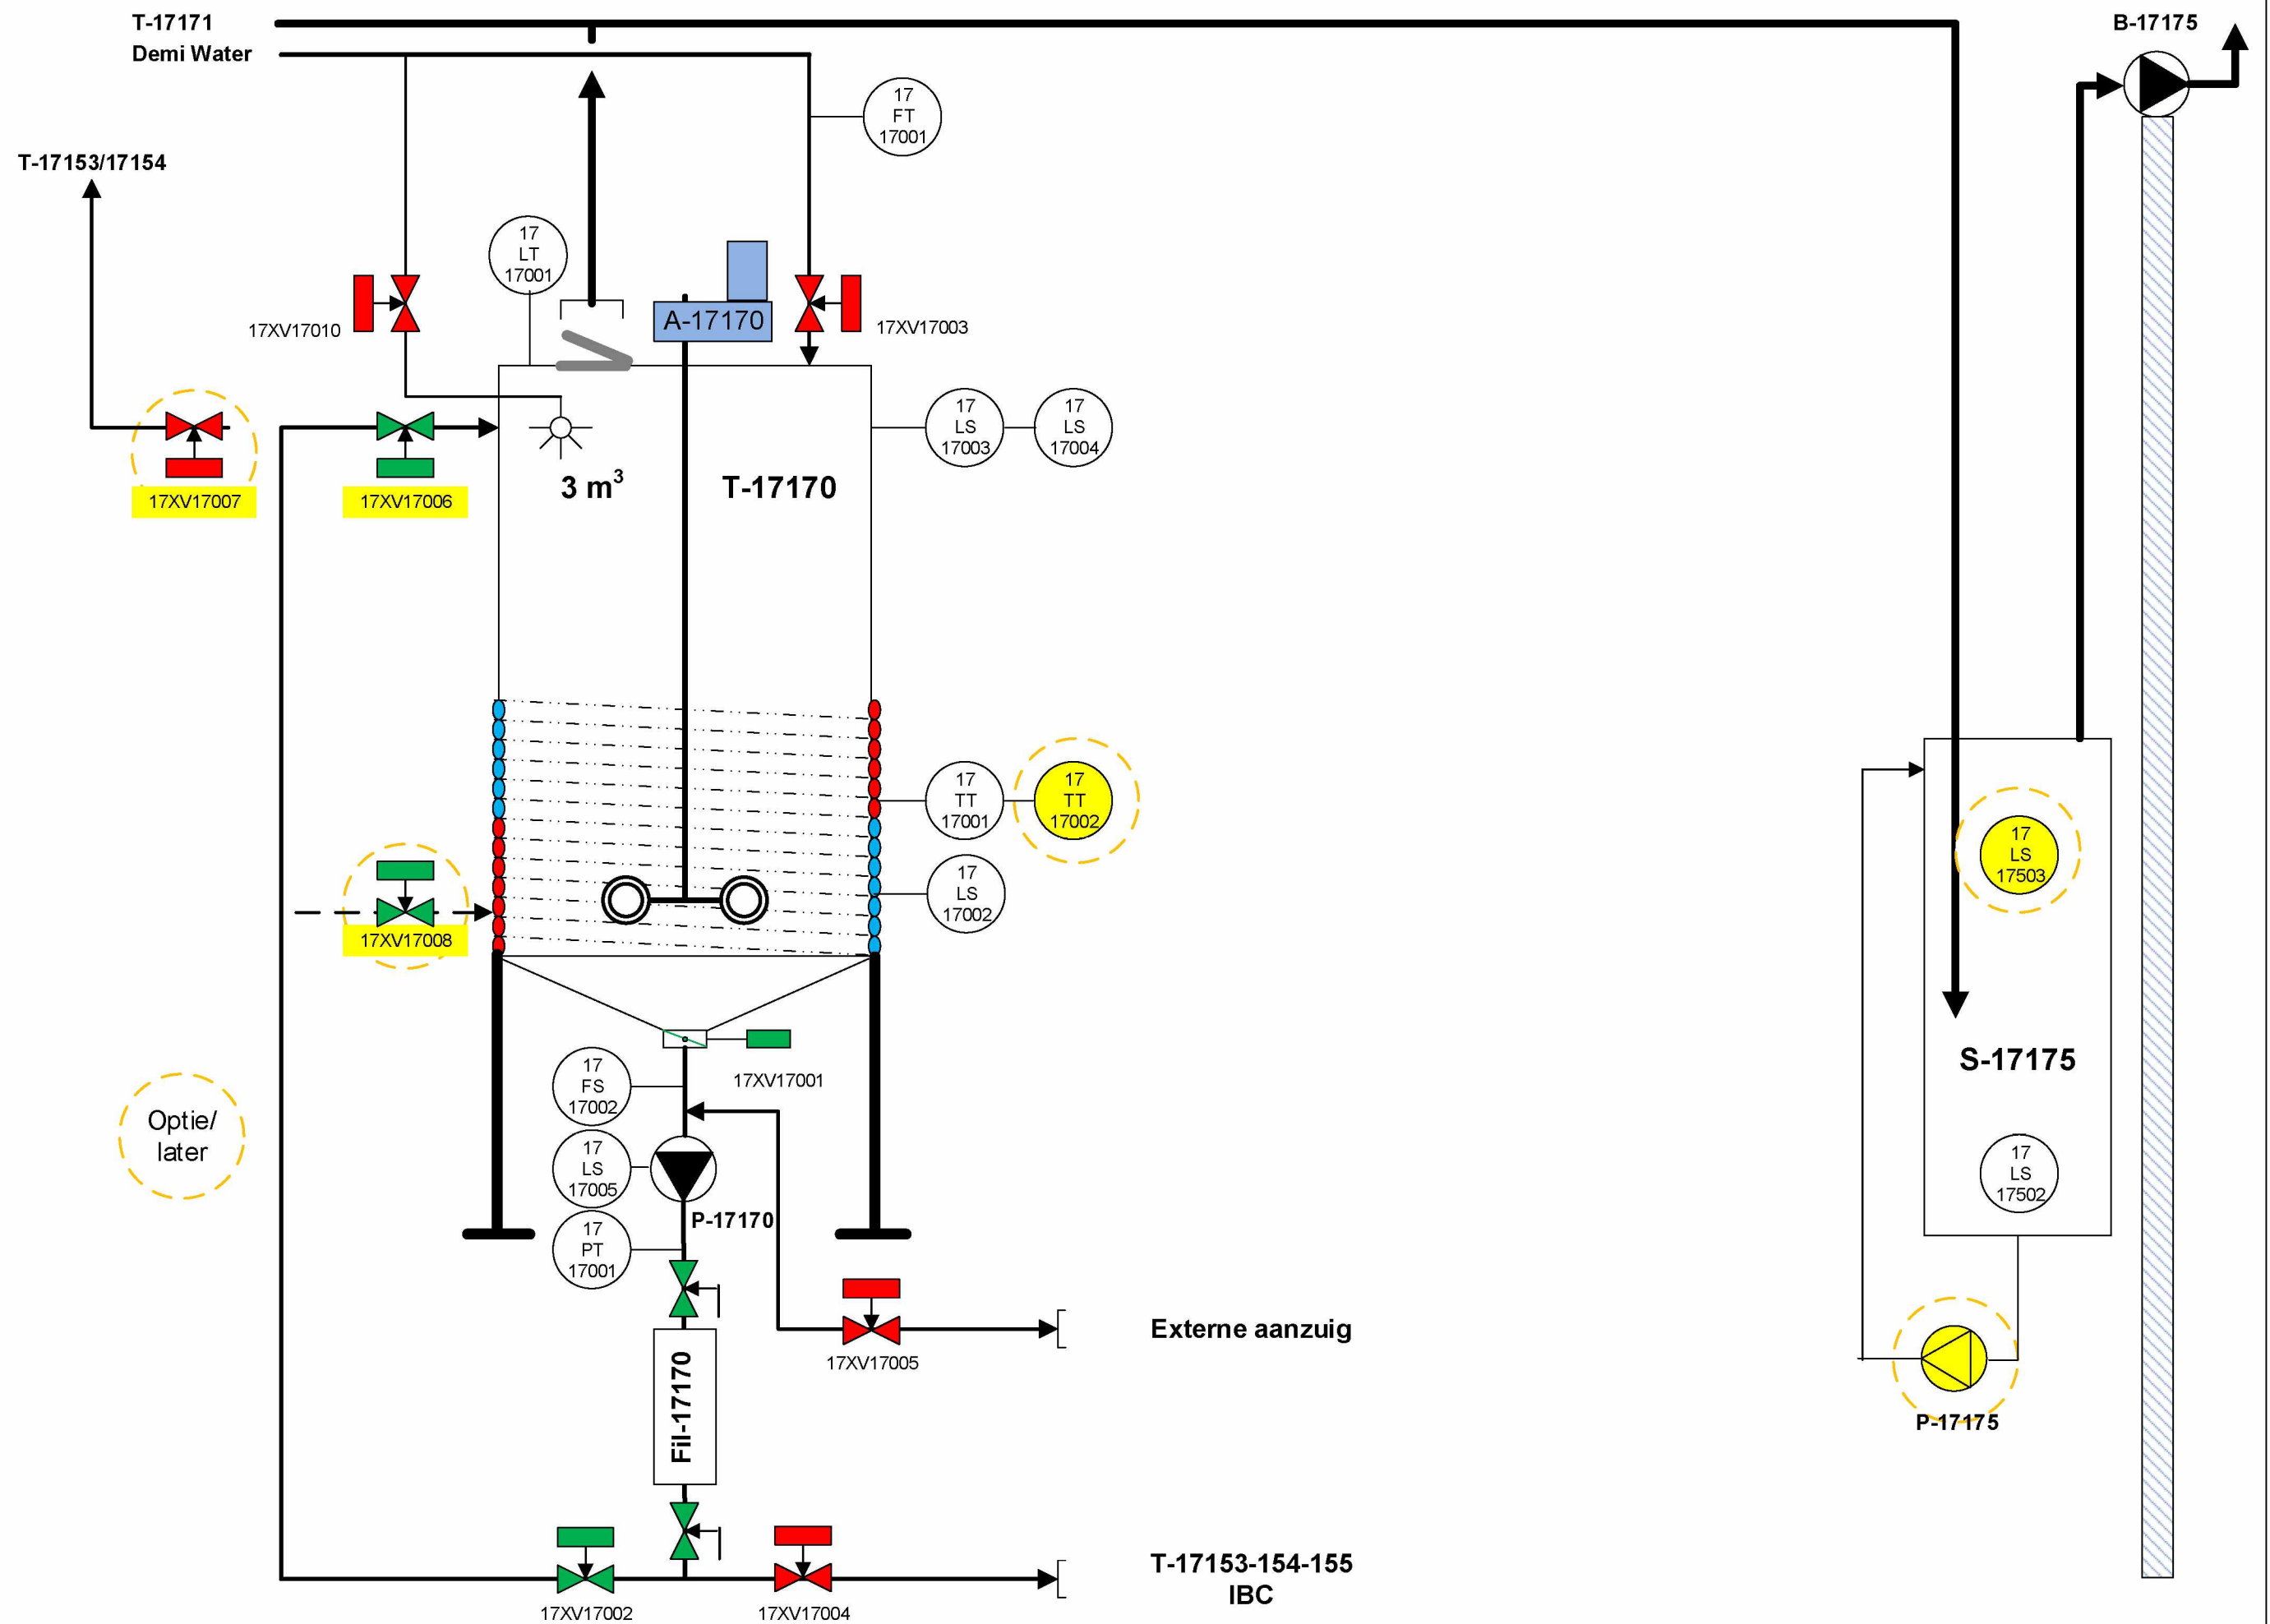 T-17171
B-17175
Demi Water
17
FT
17001
T-17153/17154
17
LT
17001
A-17170
17XV17010
17XV17003
17
LS
17003
17
LS
17004
3 m³
T-17170
17XV17007
17XV17006
17
TT
17001
17
TT
17002
17
LS
17503
17
LS
17002
17XV17008
S-17175
17
FS
17002
17XV17001
Optie/
later
17
LS
17005
17
LS
17502
P-17170
17
PT
17001
Externe aanzuig
17XV17005
Fil-17170
P-17175
T-17153-154-155
IBC
17XV17002
17XV17004